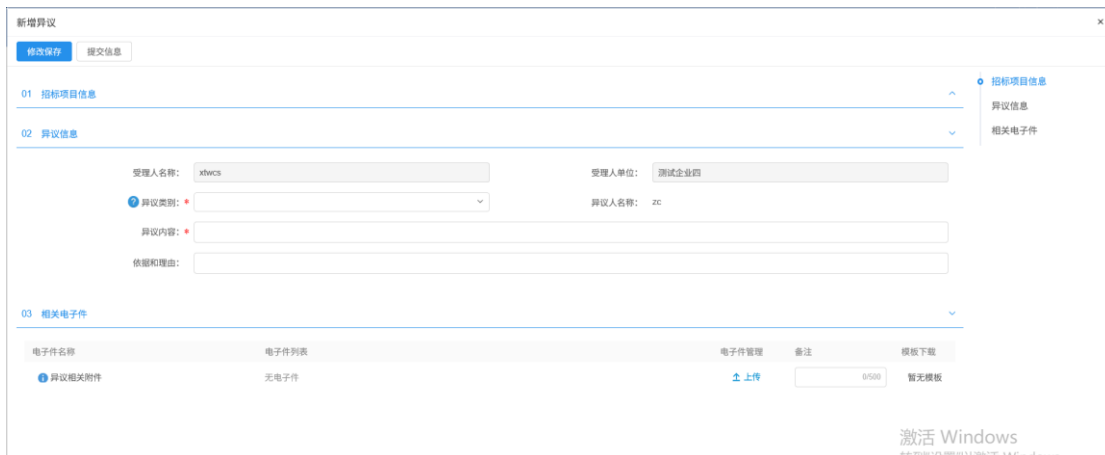 新增异议 ×
修改保存 提交信息
01 招标项目信息
招标项目信息
异议信息
相关电子件
02 异议信息
受理人名称： xtwcs 受理人单位： 测试企业四
? 异议类别： * 异议人名称： zc
异议内容： *
依据和理由：
03 相关电子件
电子件名称 电子件列表 电子件管理 备注 模板下载
异议相关附件 无电子件 上传 0/500 暂无模板
激活 Windows